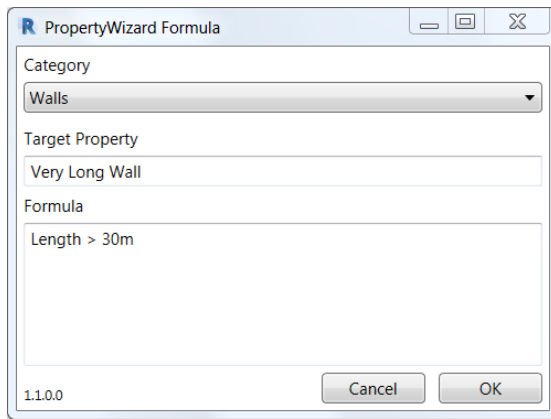 PropertyWizard Formula
Category
Walls
Target Property
Very Long Wall
Formula
Length > 30m
1.1.0.0
Cancel
OK